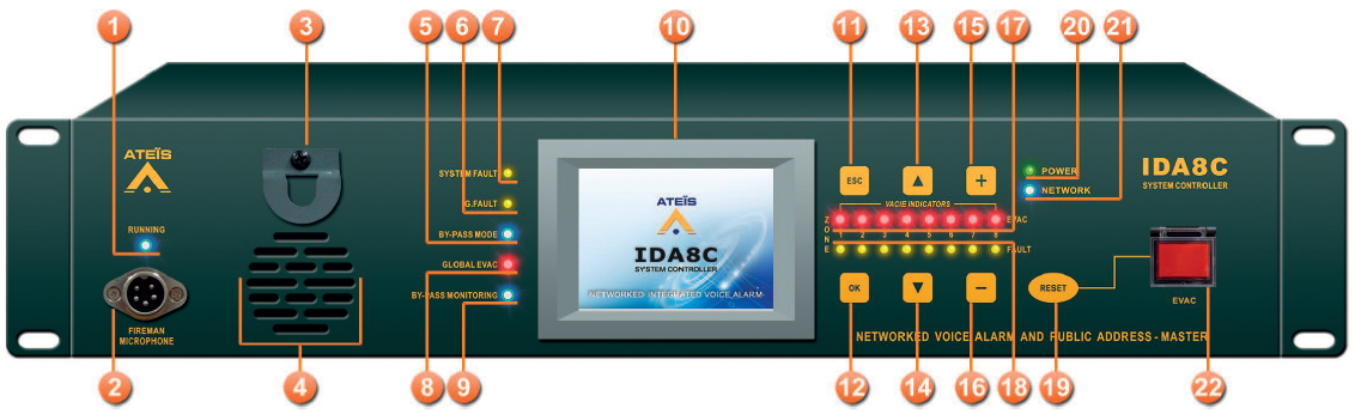 1 3 5 6 7 10 11 13 15 17 20 21
ATEÏS
RUNNING
FIREMAN
MICROPHONE
SYSTEM FAULT
G.FAULT
BY-PASS MODE
GLOBAL EVAC
BY-PASS MONITORING
ATEÏS
IDA8C
SYSTEM CONTROLLER
NETWORKED INTEGRATED VOICE ALARM
ESC
+
VACIE INDICATORS
ZONE
EVAC
1 2 3 4 5 6 7 8
FAULT
OK
−
POWER
NETWORK
IDA8C
SYSTEM CONTROLLER
RESET
EVAC
NETWORKED VOICE ALARM AND PUBLIC ADDRESS - MASTER
2 4 8 9 12 14 16 18 19 22